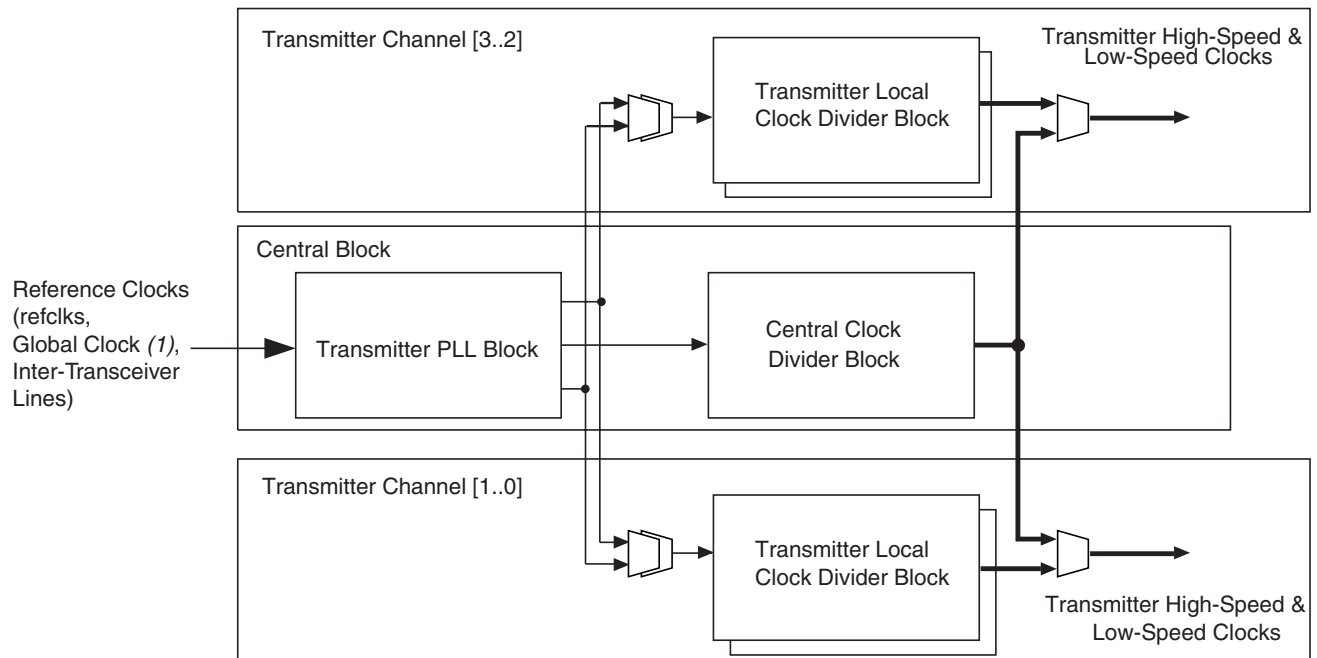 Transmitter Channel [3..2]
Transmitter High-Speed &
Low-Speed Clocks
Transmitter Local
Clock Divider Block
Central Block
Reference Clocks
(refclks,
Global Clock (1),
Inter-Transceiver
Lines)
Transmitter PLL Block
Central Clock
Divider Block
Transmitter Channel [1..0]
Transmitter Local
Clock Divider Block
Transmitter High-Speed &
Low-Speed Clocks